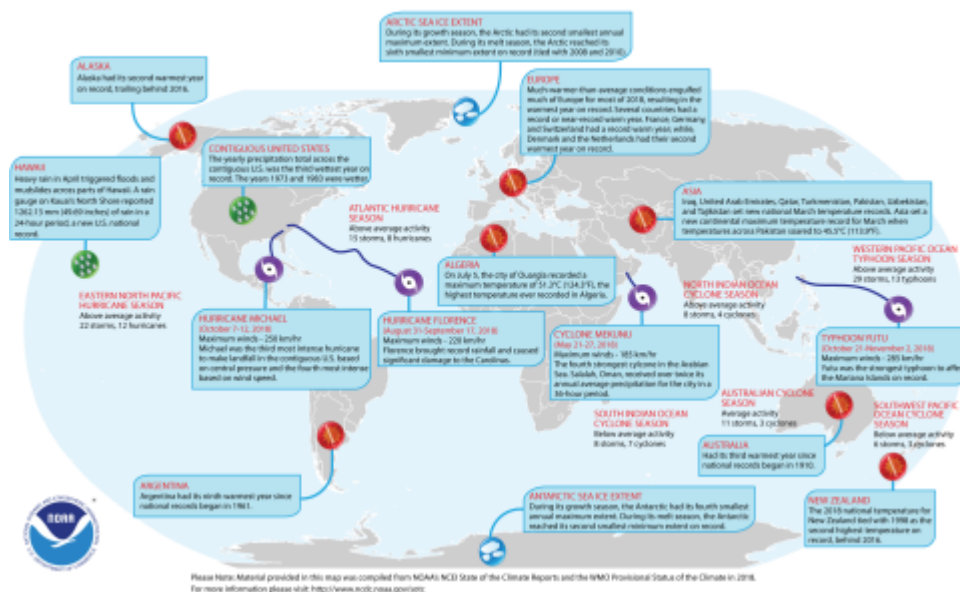 ARCTIC SEA ICE EXTENT
During its growth season, the Arctic had its second smallest annual
maximum extent. During its melt season, the Arctic reached its
sixth smallest minimum extent on record (tied with 2008 and 2010).
ALASKA
Alaska had its second warmest year
on record, trailing behind 2016.
EUROPE
Much warmer-than-average conditions engulfed
much of Europe for most of 2018, resulting in the
warmest year on record. Several countries had a
record or near-record warm year. France, Germany
and Switzerland had a record warm year, while,
Denmark and the Netherlands had their second
warmest year on record.
CONTIGUOUS UNITED STATES
The yearly precipitation total across the
contiguous U.S. was the third wettest year on
record. The years 1973 and 1983 were wetter.
HAWAII
Heavy rain in April triggered floods and
mudslides across parts of Hawaii. A rain
gauge on Kauai's North Shore reported
1262.13 mm (49.69 inches) of rain in a
24-hour period, a new U.S. national
record.
ASIA
Iraq, United Arab Emirates, Qatar, Turkmenistan, Pakistan, Uzbekistan,
and Tajikistan set new national March temperature records. Asia set a
new continental maximum temperature record for March when
temperatures across Pakistan soared to 45.5°C (113.9°F).
ATLANTIC HURRICANE
SEASON
Above average activity
15 storms, 8 hurricanes
WESTERN PACIFIC OCEAN
TYPHOON SEASON
Above average activity
29 storms, 13 typhoons
ALGERIA
On July 5, the city of Ouargla recorded a
maximum temperature of 51.3°C (124.3°F), the
highest temperature ever recorded in Algeria.
NORTH INDIAN OCEAN
CYCLONE SEASON
Above average activity
8 storms, 4 cyclones
EASTERN NORTH PACIFIC
HURRICANE SEASON
Above average activity
22 storms, 12 hurricanes
HURRICANE MICHAEL
(October 7-12, 2018)
Maximum winds - 250 km/hr
Michael was the third most intense hurricane
to make landfall in the contiguous U.S. based
on central pressure and the fourth most intense
based on wind speed.
HURRICANE FLORENCE
(August 31-September 17, 2018)
Maximum winds - 220 km/hr
Florence brought record rainfall and caused
significant damage to the Carolinas.
CYCLONE MEKUNU
(May 21-27, 2018)
Maximum winds - 185 km/hr
The fourth strongest cylcone in the Arabian
Sea. Salalah, Oman, received over twice its
annual average precipitation for the city in a
36-hour period.
TYPHOON YUTU
(October 21-November 2, 2018)
Maximum winds - 285 km/hr
Yutu was the strongest typhoon to affe
the Mariana Islands on record.
AUSTRALIAN CYCLONE
SEASON
Average activity
11 storms, 3 cyclones
SOUTHWEST PACIFIC
OCEAN CYCLONE
SEASON
Below average activity
6 storms, 3 cyclones
SOUTH INDIAN OCEAN
CYCLONE SEASON
Below average activity
8 storms, 7 cyclones
AUSTRALIA
Had its third warmest year since
national records began in 1910.
ARGENTINA
Argentina had its ninth warmest year since
national records began in 1961.
ANTARCTIC SEA ICE EXTENT
During its growth season, the Antarctic had its fourth smallest
annual maximum extent. During its melt season, the Antarctic
reached its second smallest minimum extent on record.
NEW ZEALAND
The 2018 national temperature for
New Zealand tied with 1998 as the
second highest temperature on
record, behind 2016.
NOAA
Please Note: Material provided in this map was compiled from NOAA's NCEI State of the Climate Reports and the WMO Provisional Status of the Climate in 2018.
For more information please visit: http://www.ncdc.noaa.gov/sotc